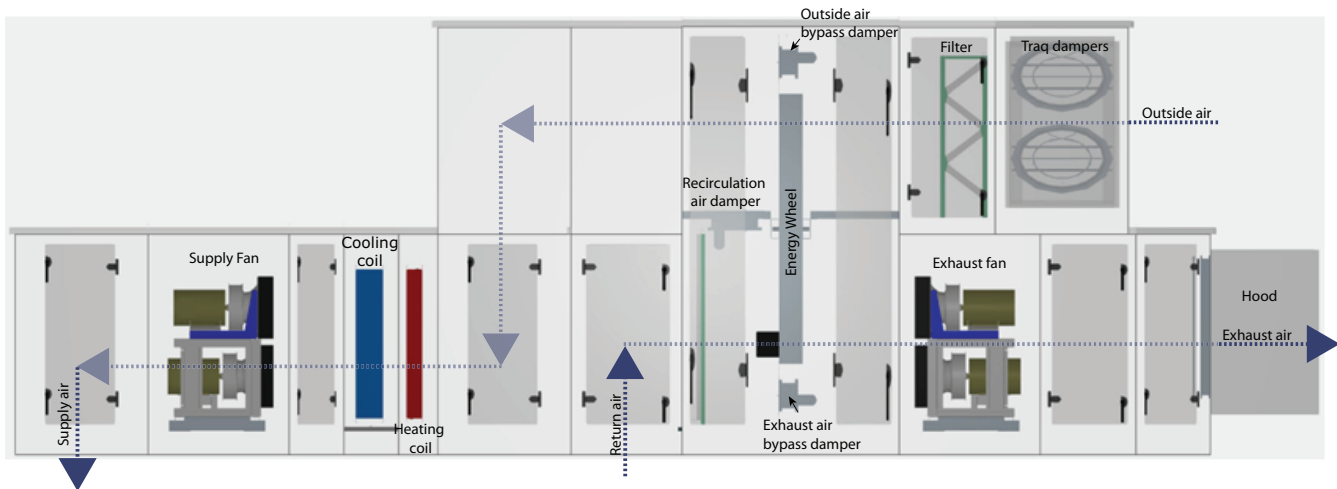 Outside air
bypass damper
Filter
Traq dampers
Outside air
Recirculation
air damper
Energy Wheel
Cooling
coil
Supply Fan
Exhaust fan
Hood
Exhaust air
Supply air
Heating
coil
Return air
Exhaust air
bypass damper